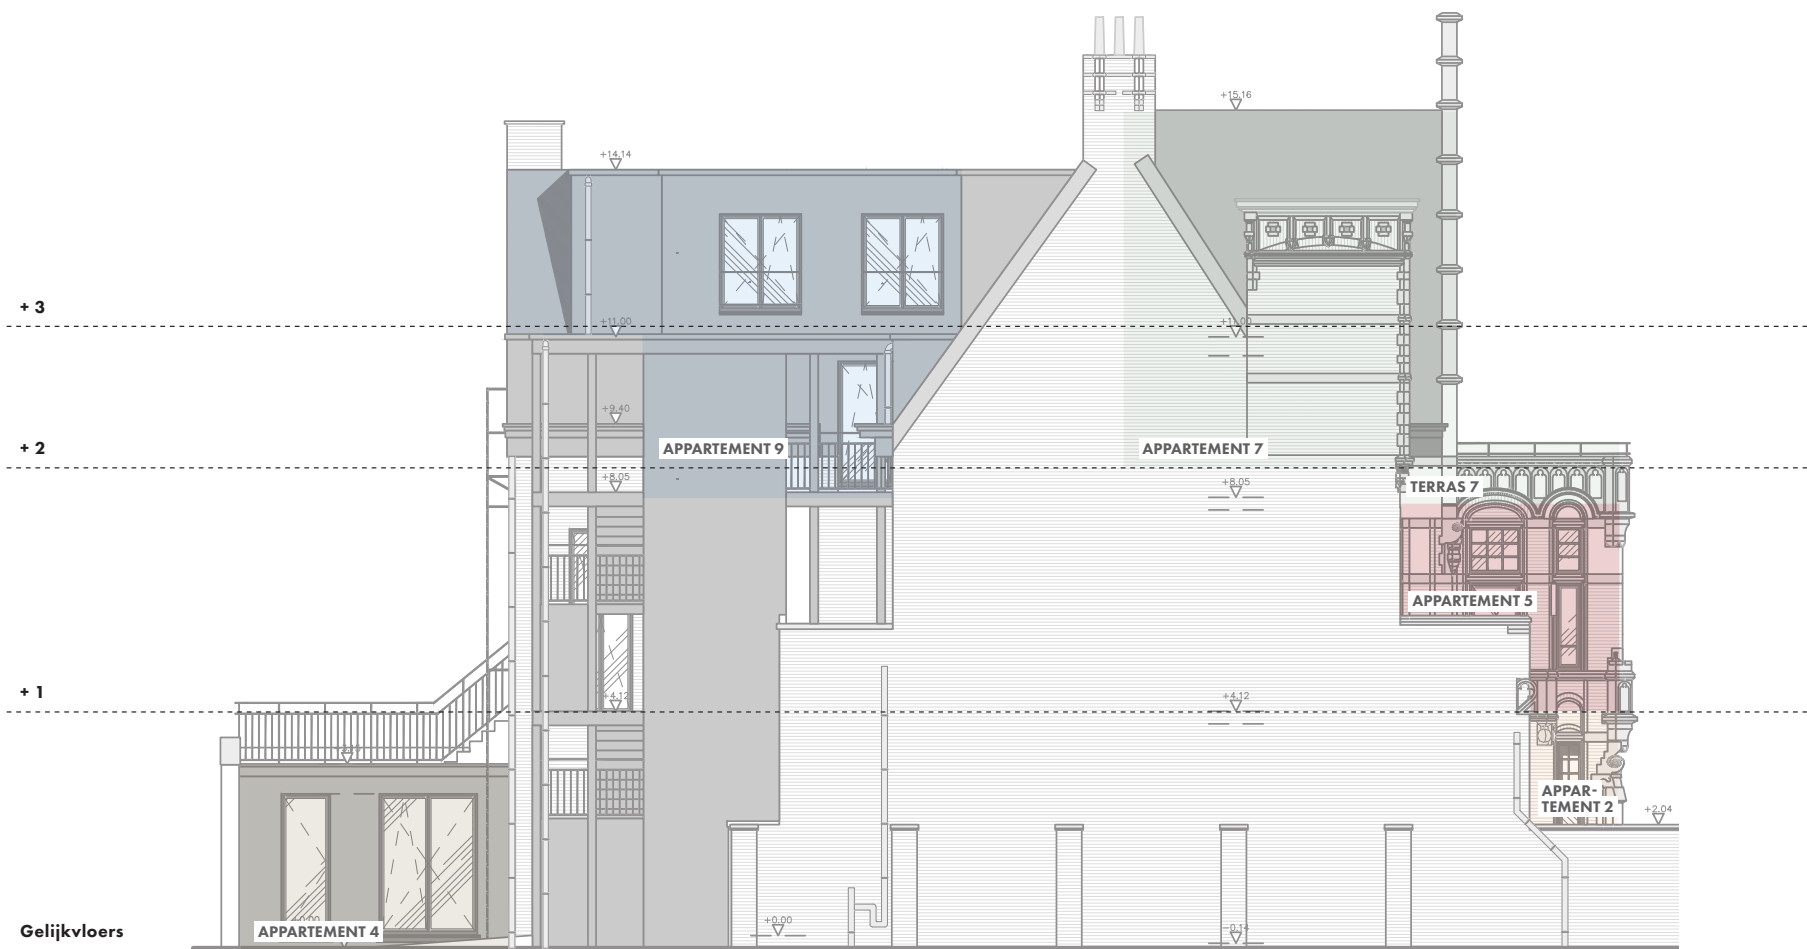 +15.16
+14.14
+ 3
+11.00
+11.00
+9.40
+ 2
APPARTEMENT 9
APPARTEMENT 7
+8.05
+8.05
TERRAS 7
APPARTEMENT 5
+ 1
+4.12
+4.12
APPAR-
TEMENT 2
+2.04
Gelijkvloers
+0.00
APPARTEMENT 4
+0.00
-0.14